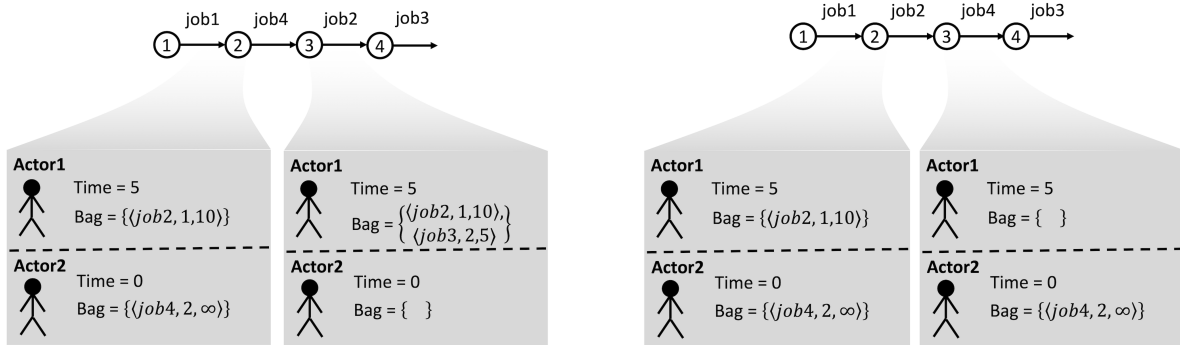 job1 job4 job2 job3
1 2 3 4
Actor1
Time = 5
Bag = {⟨job2, 1,10⟩}
Actor2
Time = 0
Bag = {⟨job4, 2, ∞⟩}
Actor1
Time = 5
Bag = {⟨job2, 1,10⟩,
⟨job3, 2,5⟩}
Actor2
Time = 0
Bag = { }
job1 job2 job4 job3
1 2 3 4
Actor1
Time = 5
Bag = {⟨job2, 1,10⟩}
Actor2
Time = 0
Bag = {⟨job4, 2, ∞⟩}
Actor1
Time = 5
Bag = { }
Actor2
Time = 0
Bag = {⟨job4, 2, ∞⟩}